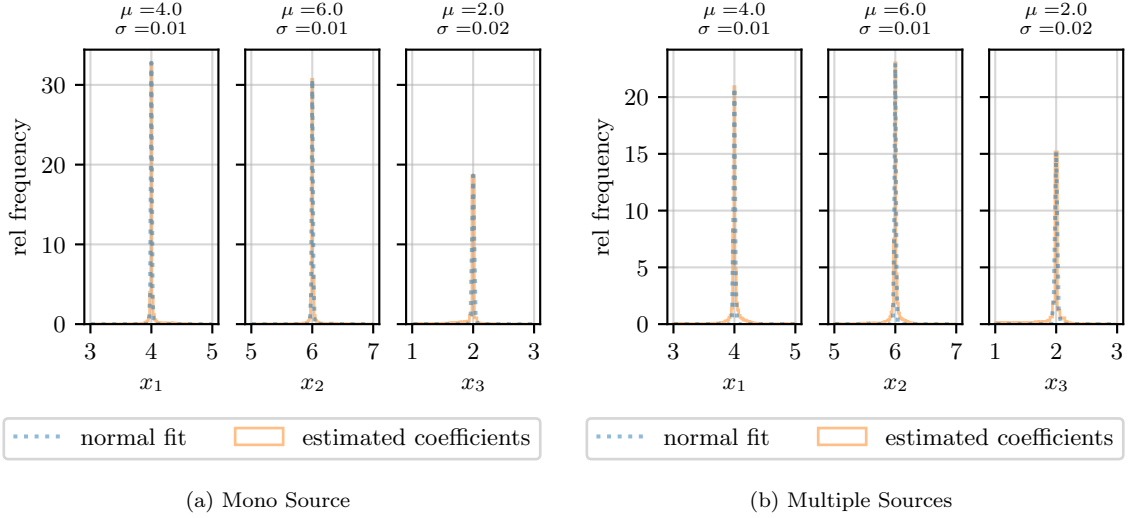 μ =4.0
σ =0.01
μ =6.0
σ =0.01
μ =2.0
σ =0.02
rel frequency
30
20
10
0
3 4 5
5 6 7
1 2 3
x₁
x₂
x₃
normal fit
estimated coefficients
(a) Mono Source
μ =4.0
σ =0.01
μ =6.0
σ =0.01
μ =2.0
σ =0.02
rel frequency
20
15
10
5
0
3 4 5
5 6 7
1 2 3
x₁
x₂
x₃
normal fit
estimated coefficients
(b) Multiple Sources